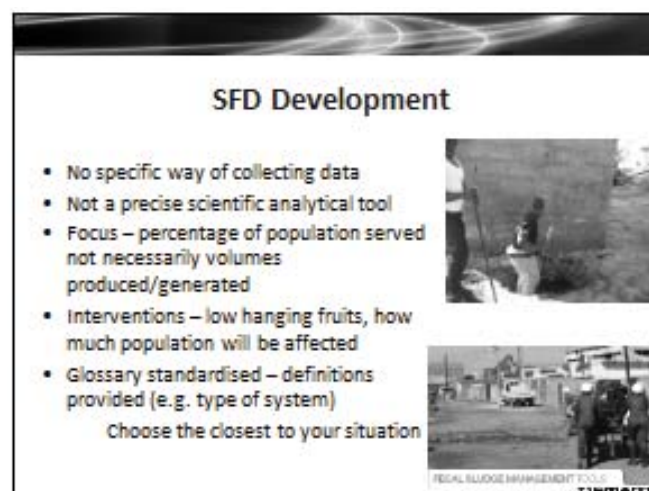 SFD Development
• No specific way of collecting data
• Not a precise scientific analytical tool
• Focus – percentage of population served
not necessarily volumes
produced/generated
• Interventions – low hanging fruits, how
much population will be affected
• Glossary standardised – definitions
provided (e.g. type of system)
Choose the closest to your situation
FECAL SLUDGE MANAGEMENT TOOLS